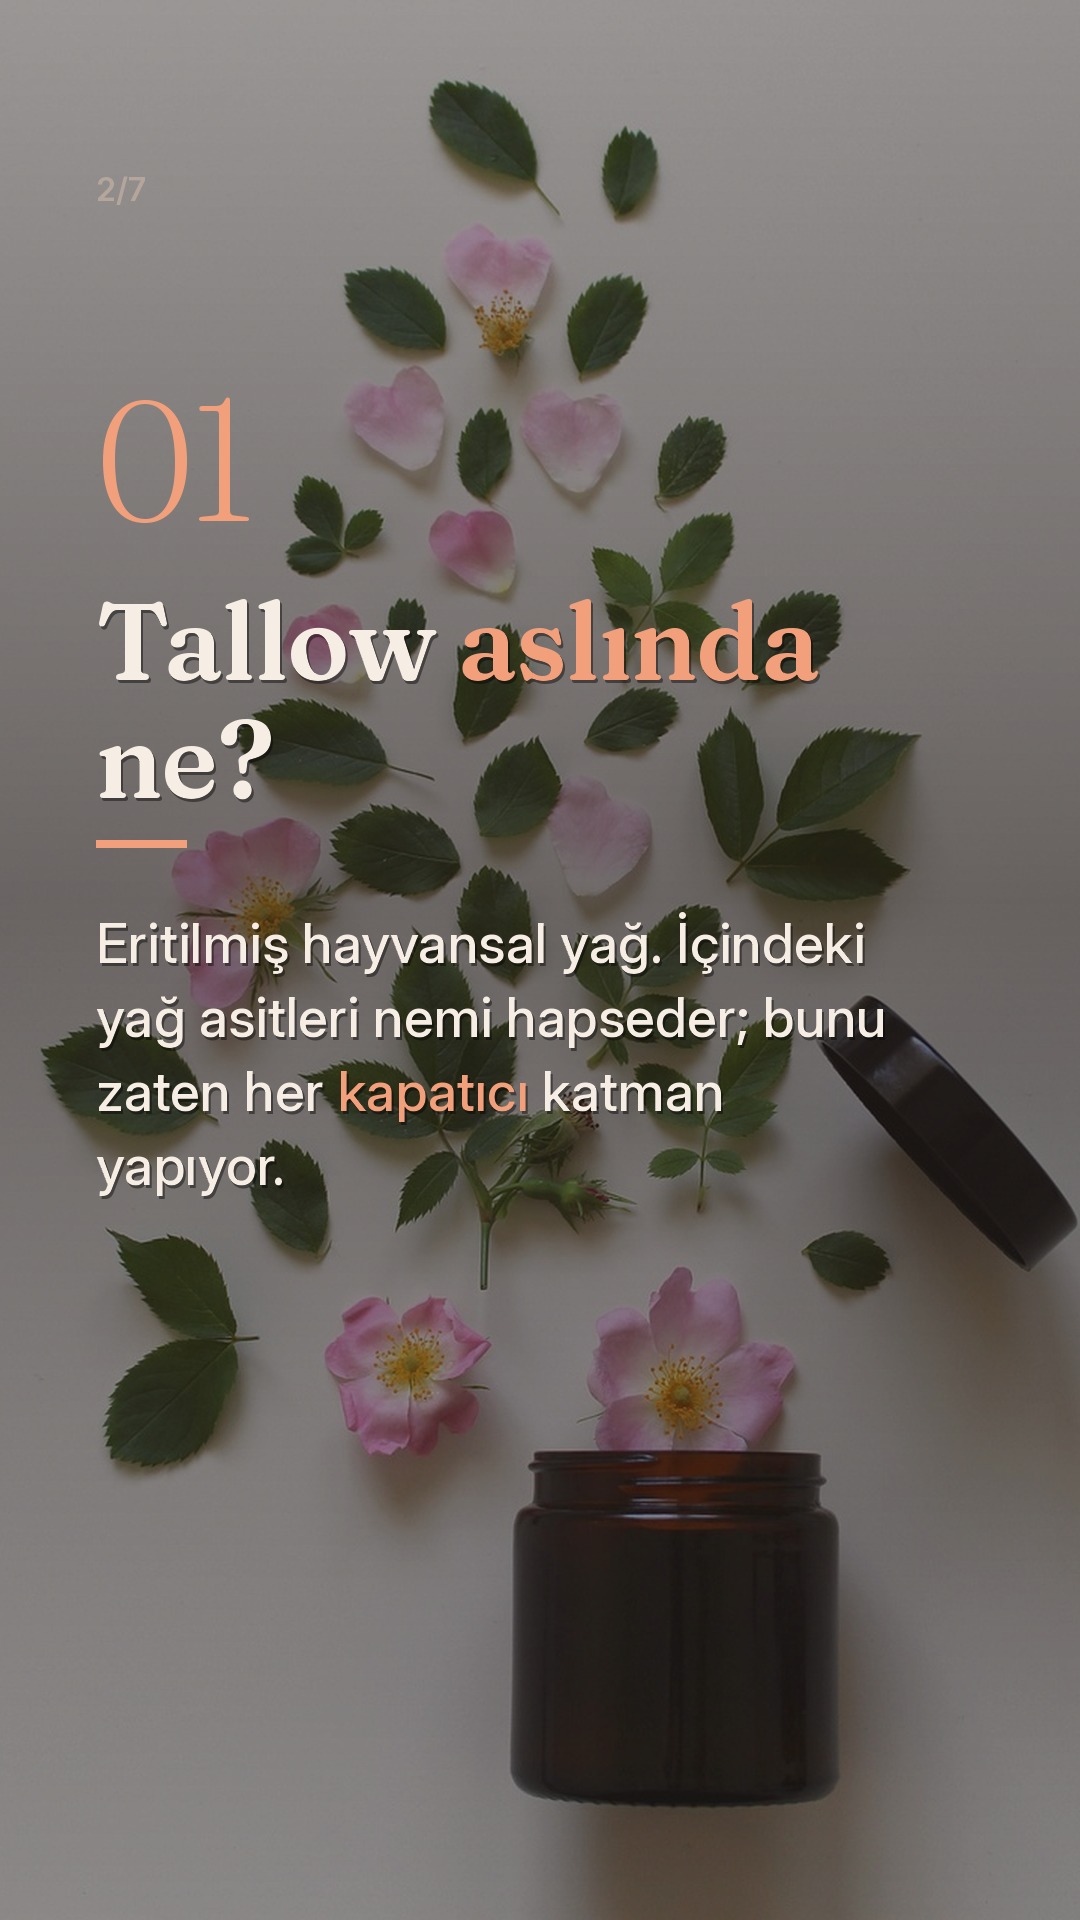 2/7
01
Tallow aslında
ne?
Eritilmiş hayvansal yağ. İçindeki
yağ asitleri nemi hapseder; bunu
zaten her kapatıcı katman
yapıyor.